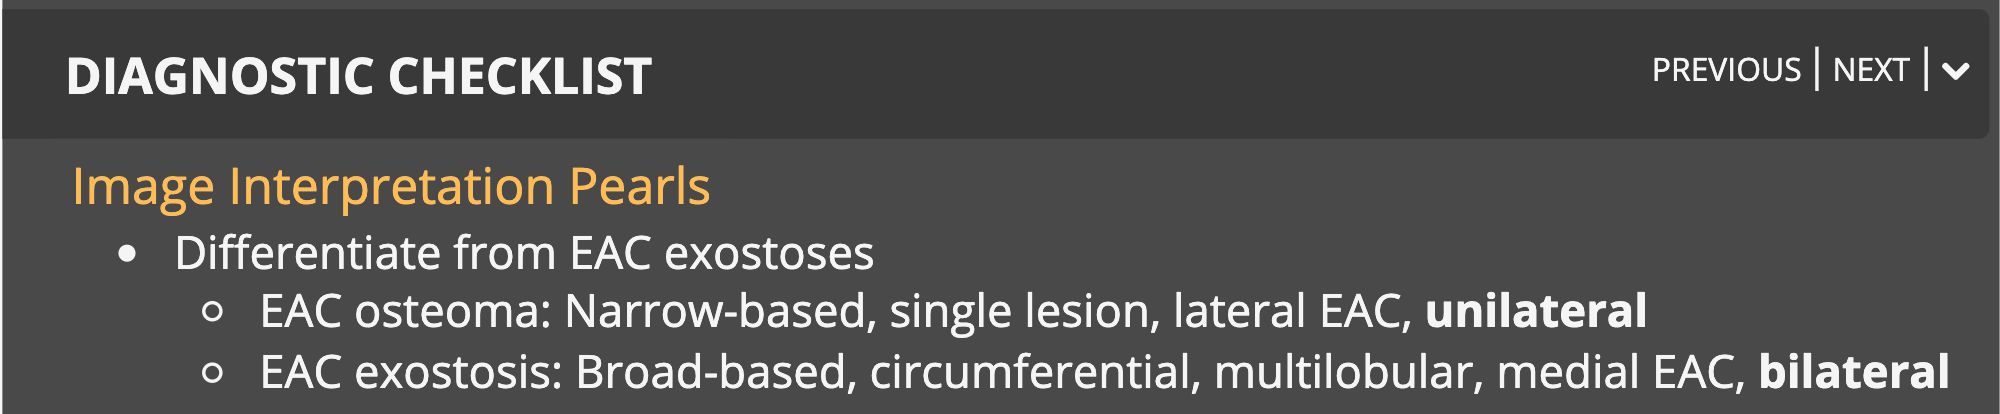 DIAGNOSTIC CHECKLIST
PREVIOUS | NEXT |
Image Interpretation Pearls
• Differentiate from EAC exostoses
○ EAC osteoma: Narrow-based, single lesion, lateral EAC, unilateral
○ EAC exostosis: Broad-based, circumferential, multilobular, medial EAC, bilateral